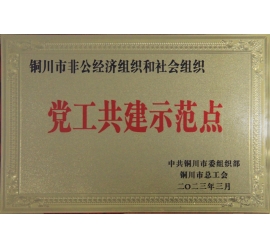 铜川市非公经济组织和社会组织
党工共建示范点
中共铜川市委组织部
铜川市总工会
二〇二三年三月